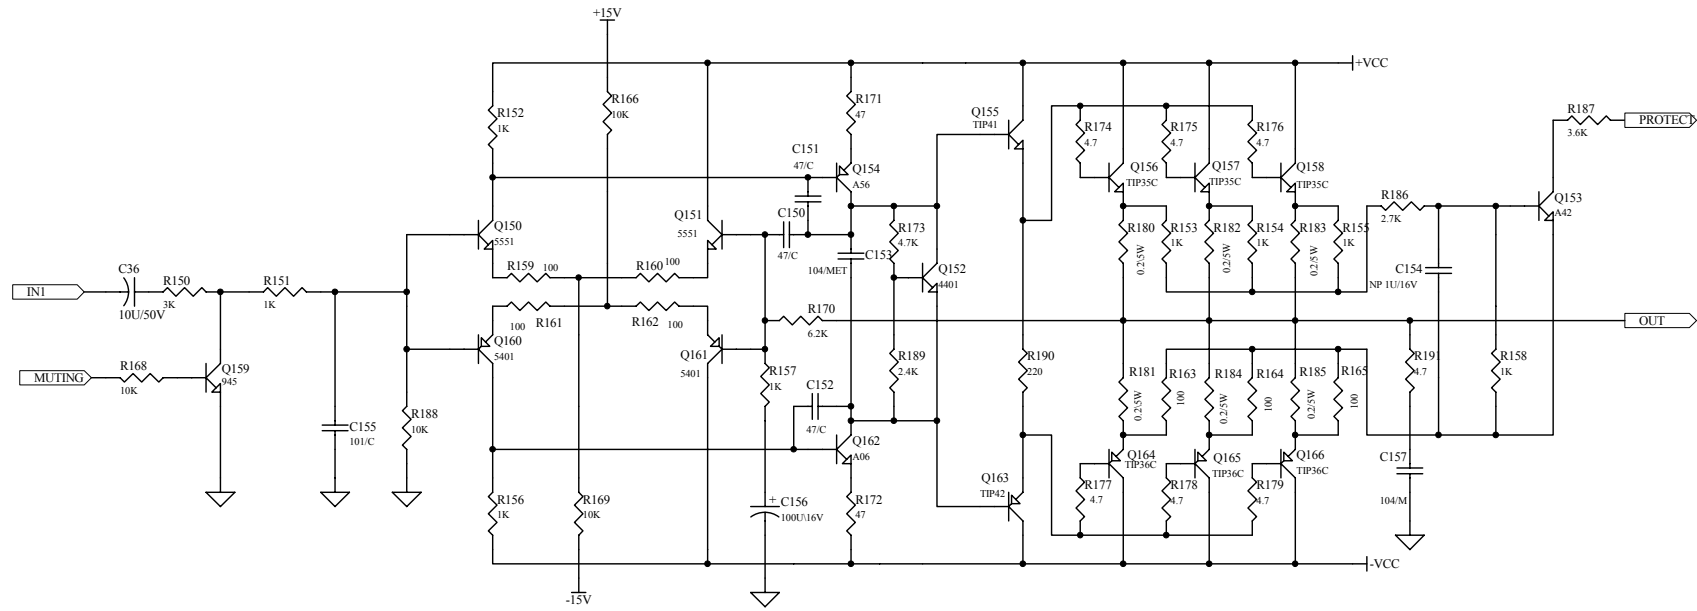 +15V
+VCC
R152
1K
R166
10K
R171
47
Q155
TIP41
R174
4.7
R175
4.7
R176
4.7
R187
3.6K
PROTECT
C151
47/C
Q154
A56
Q156
TIP35C
Q157
TIP35C
Q158
TIP35C
R186
2.7K
Q153
A42
Q150
5551
Q151
5551
C150
47/C
R173
4.7K
R180
0.2\5W
R153
1K
R182
0.2/5W
R154
1K
R183
0.2/5W
R155
1K
C153
104/MET
Q152
4401
C154
NP 1U/16V
C36
10U/50V
IN1
R150
3K
R151
1K
R159
100
R160
100
R161
100
R162
100
R170
6.2K
OUT
Q160
5401
Q161
5401
R157
1K
R189
2.4K
R190
220
R181
0.2\5W
R163
100
R184
0.2/5W
R164
100
R185
0.2/5W
R165
100
R191
4.7
R158
1K
MUTING
R168
10K
Q159
945
C152
47/C
R188
10K
C155
101/C
Q162
A06
Q164
TIP36C
Q165
TIP36C
Q166
TIP36C
C157
104/M
R156
1K
R169
10K
C156
+
100U\16V
R172
47
Q163
TIP42
R177
4.7
R178
4.7
R179
4.7
-VCC
-15V